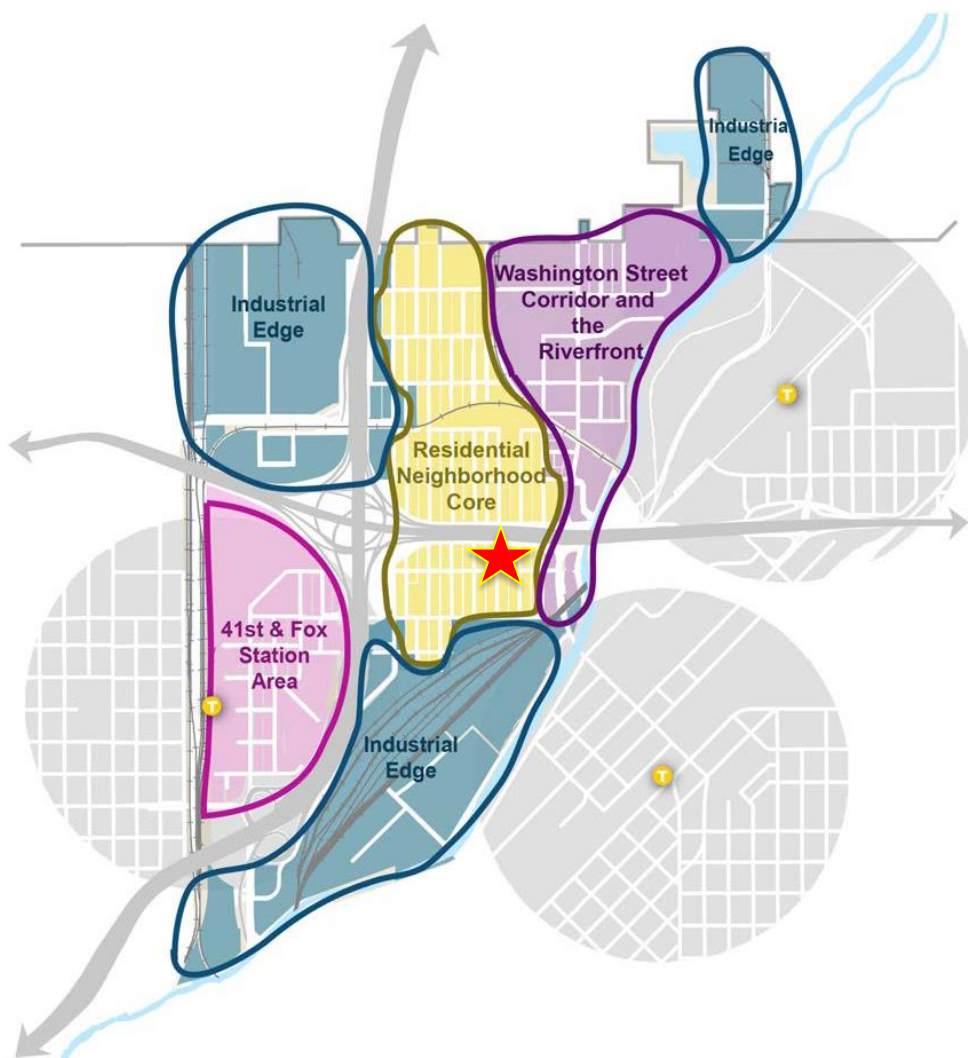 Industria
Edge
Industrial
Edge
Washington Street
Corridor and
the
Riverfront
Residential
Neighborhood
Core
41st & Fox
Station
Area
Industrial
Edge
T
T
T